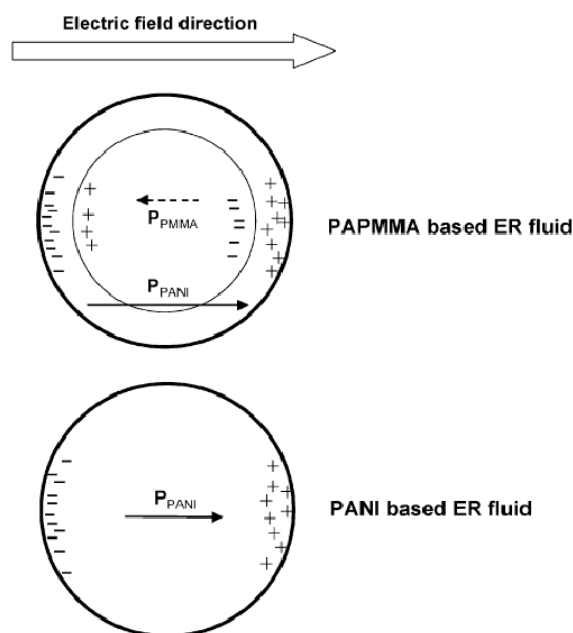 Electric field direction
P_PMMA
PAPMMA based ER fluid
P_PANI
P_PANI
PANI based ER fluid